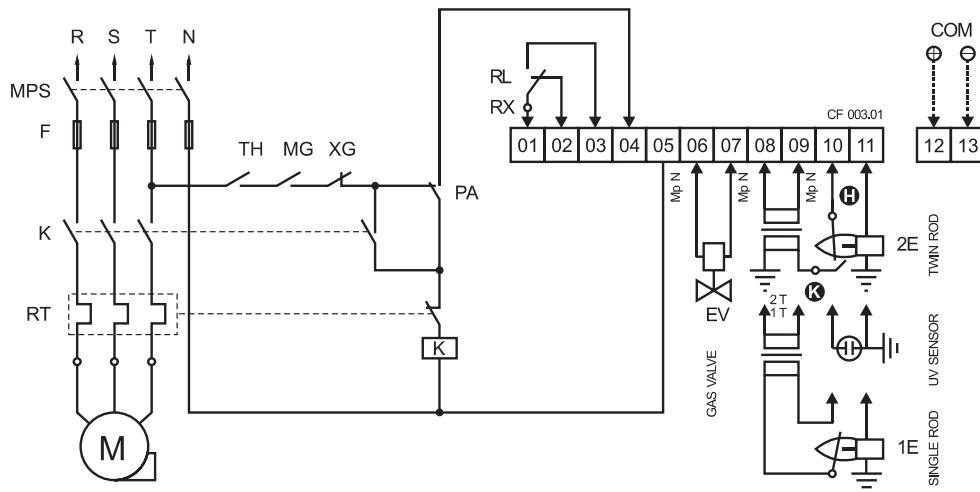 R S T N
COM
MPS
RL
RX
CF 003.01
F
01 02 03 04 05 06 07 08 09 10 11
12 13
TH MG XG
PA
Mp N
Mp N
Mp N
H
K
2E
TWIN ROD
K
RT
EV
2 T
1 T
K
GAS VALVE
UV SENSOR
M
1E
SINGLE ROD